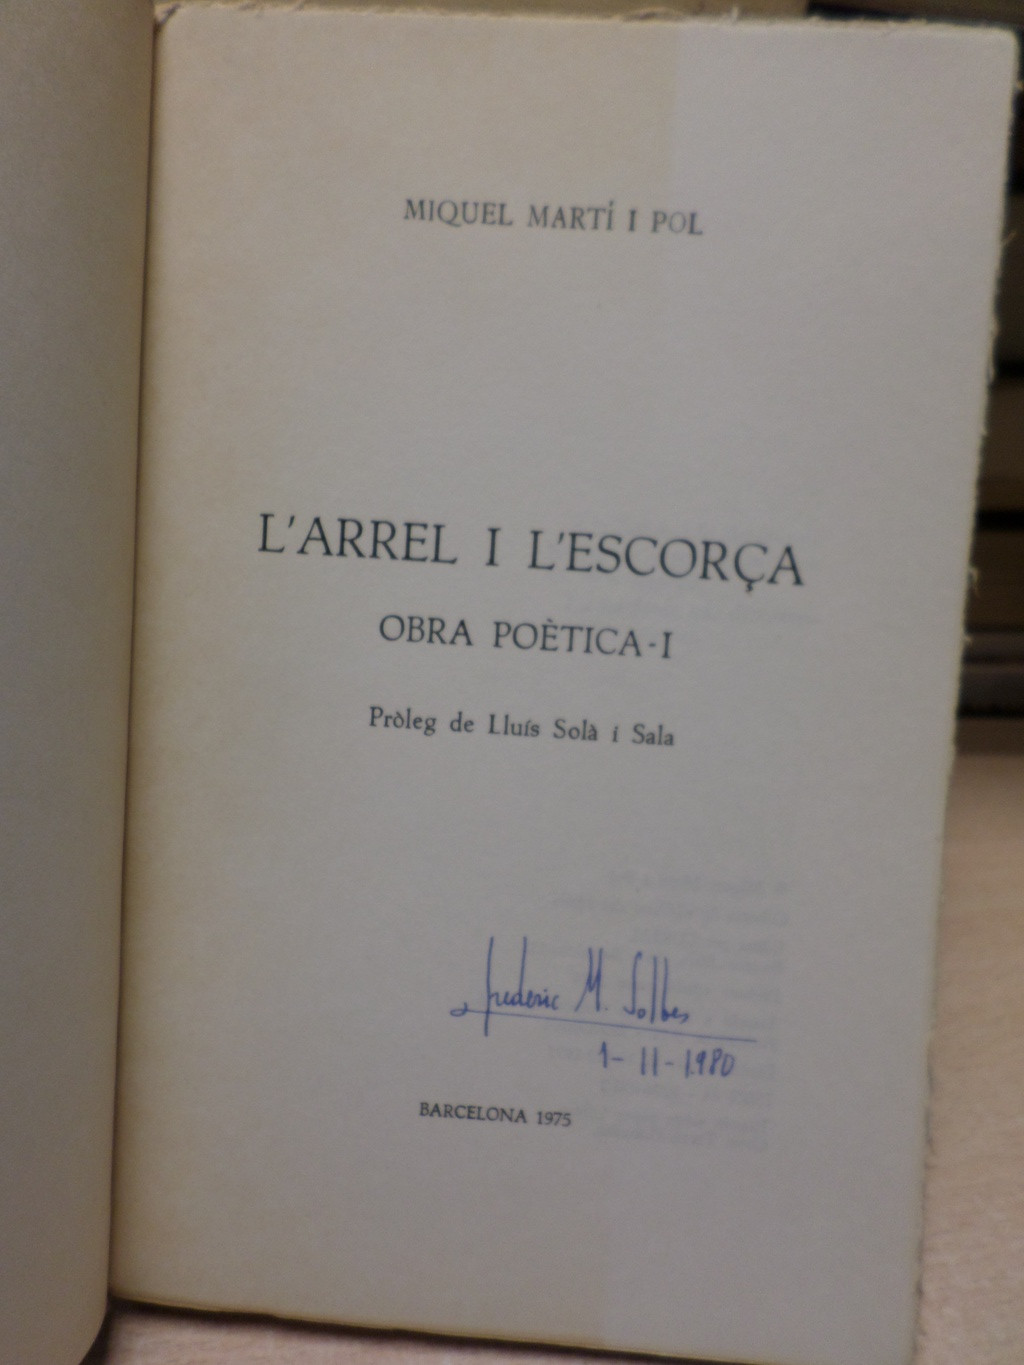 MIQUEL MARTÍ I POL
L'ARREL I L'ESCORÇA
OBRA POÈTICA - I
Pròleg de Lluís Solà i Sala
frederic M. Solbes
1-11-1980
BARCELONA 1975